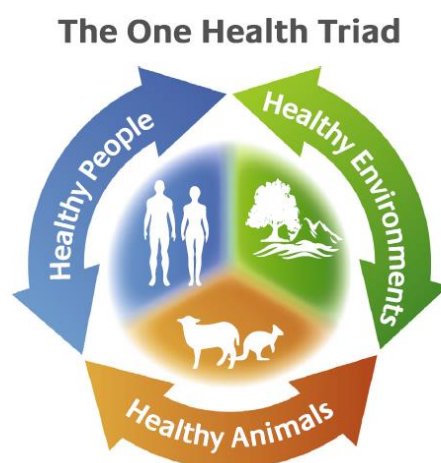 The One Health Triad
Healthy People
Healthy Environments
Healthy Animals